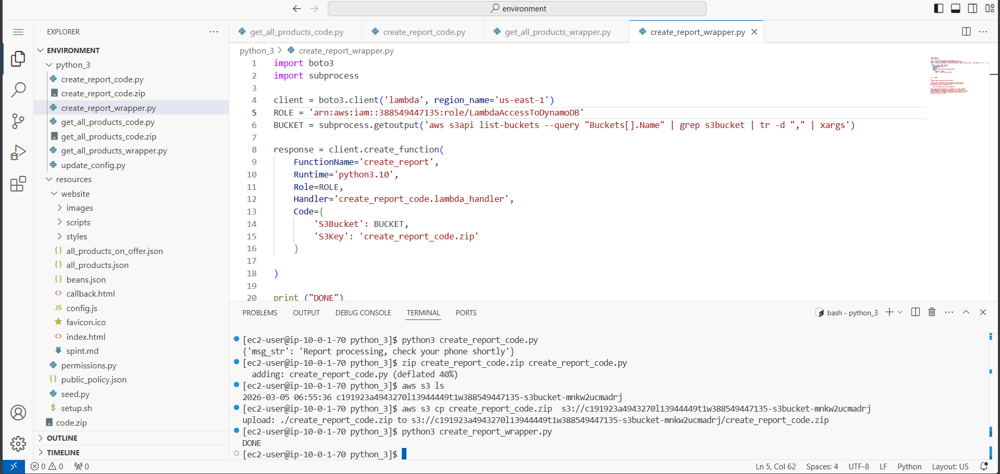 environment
EXPLORER
ENVIRONMENT
python_3
create_report_code.py
create_report_code.zip
create_report_wrapper.py
get_all_products_code.py
get_all_products_code.zip
get_all_products_wrapper.py
update_config.py
resources
website
images
scripts
styles
all_products_on_offer.json
all_products.json
beans.json
callback.html
JS config.js
favicon.ico
index.html
spint.md
permissions.py
public_policy.json
seed.py
$ setup.sh
code.zip
OUTLINE
TIMELINE
get_all_products_code.py create_report_code.py get_all_products_wrapper.py create_report_wrapper.py
python_3 > create_report_wrapper.py
1 import boto3
2 import subprocess
3
4 client = boto3.client('lambda', region_name='us-east-1')
5 ROLE = 'arn:aws:iam::388549447135:role/LambdaAccessToDynamoDB'
6 BUCKET = subprocess.getoutput('aws s3api list-buckets --query "Buckets[].Name" | grep s3bucket | tr -d "," | xargs')
7
8 response = client.create_function(
9 FunctionName='create_report',
10 Runtime='python3.10',
11 Role=ROLE,
12 Handler='create_report_code.lambda_handler',
13 Code={
14 'S3Bucket': BUCKET,
15 'S3Key': 'create_report_code.zip'
16 }
17
18 )
19
20 print ("DONE")
PROBLEMS OUTPUT DEBUG CONSOLE TERMINAL PORTS
bash - python_3
[ec2-user@ip-10-0-1-70 python_3]$ python3 create_report_code.py
{'msg_str': 'Report processing, check your phone shortly'}
[ec2-user@ip-10-0-1-70 python_3]$ zip create_report_code.zip create_report_code.py
adding: create_report_code.py (deflated 40%)
[ec2-user@ip-10-0-1-70 python_3]$ aws s3 ls
2026-03-05 06:55:36 c191923a4943270l13944449t1w388549447135-s3bucket-mnkw2ucmadrj
[ec2-user@ip-10-0-1-70 python_3]$ aws s3 cp create_report_code.zip  s3://c191923a4943270l13944449t1w388549447135-s3bucket-mnkw2ucmadrj
upload: ./create_report_code.zip to s3://c191923a4943270l13944449t1w388549447135-s3bucket-mnkw2ucmadrj/create_report_code.zip
[ec2-user@ip-10-0-1-70 python_3]$ python3 create_report_wrapper.py
DONE
[ec2-user@ip-10-0-1-70 python_3]$
0 0 0
Ln 5, Col 62 Spaces: 4 UTF-8 LF Python Layout: US